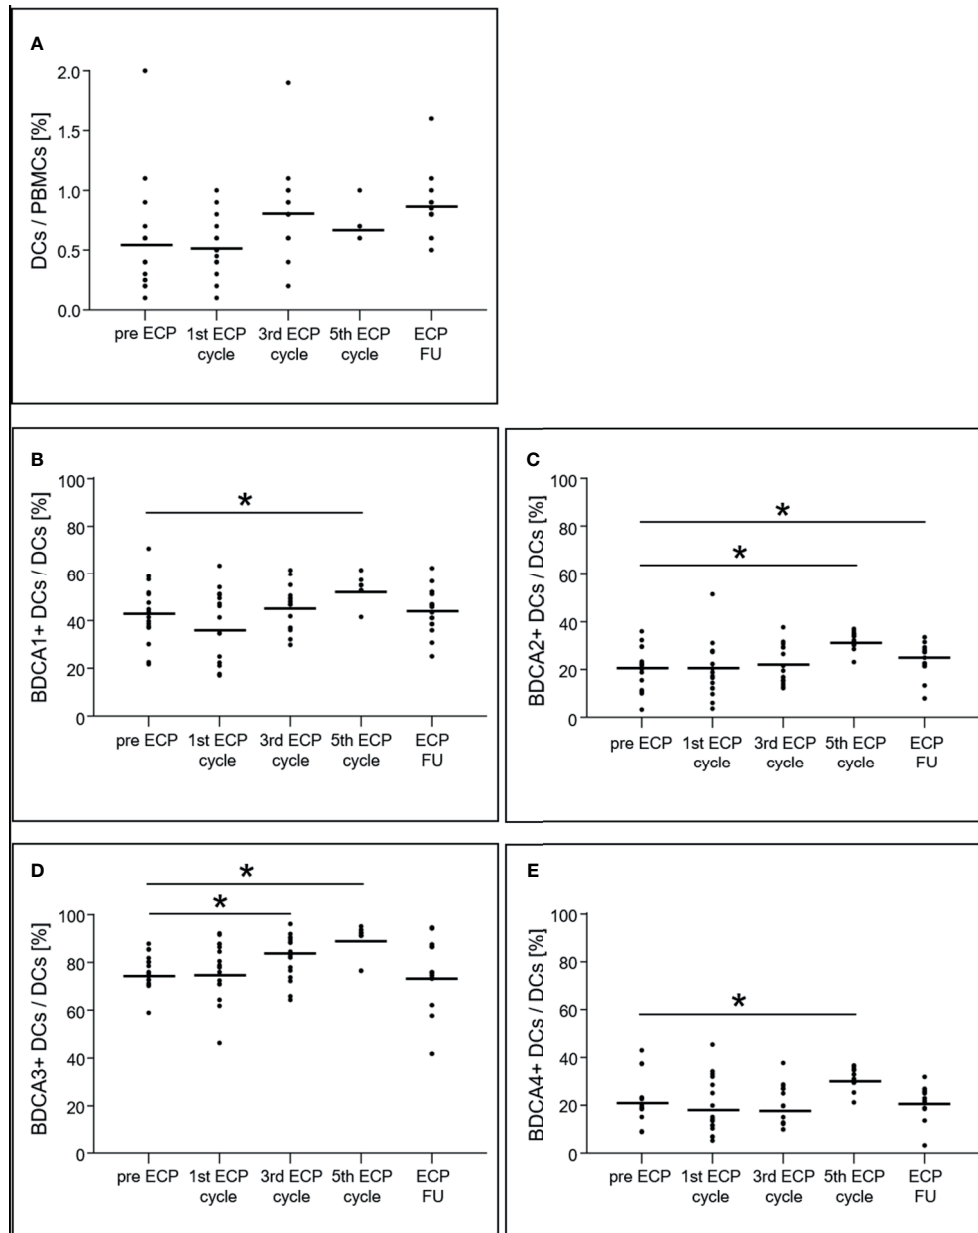 A
DCs / PBMCs [%]
2.0
1.5
1.0
0.5
0.0
pre ECP
1st ECP
cycle
3rd ECP
cycle
5th ECP
cycle
ECP
FU
B
BDCA1+ DCs / DCs [%]
100
80
60
40
20
0
*
pre ECP
1st ECP
cycle
3rd ECP
cycle
5th ECP
cycle
ECP
FU
C
BDCA2+ DCs / DCs [%]
100
80
60
40
20
0
*
*
pre ECP
1st ECP
cycle
3rd ECP
cycle
5th ECP
cycle
ECP
FU
D
BDCA3+ DCs / DCs [%]
100
80
60
40
20
0
*
*
pre ECP
1st ECP
cycle
3rd ECP
cycle
5th ECP
cycle
ECP
FU
E
BDCA4+ DCs / DCs [%]
100
80
60
40
20
0
*
pre ECP
1st ECP
cycle
3rd ECP
cycle
5th ECP
cycle
ECP
FU